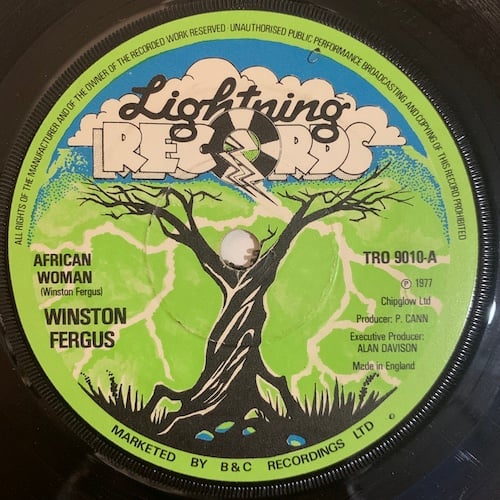 ALL RIGHTS OF THE MANUFACTURER AND OF THE OWNER OF THE RECORDED WORK RESERVED · UNAUTHORISED PUBLIC PERFORMANCE BROADCASTING AND COPYING OF THIS RECORD PROHIBITED
Lightning
RECORDS
AFRICAN
WOMAN
(Winston Fergus)
WINSTON
FERGUS
TRO 9010-A
Ⓟ 1977
Chipglow Ltd
Producer: P. CANN
Executive Producer:
ALAN DAVISON
Made in England
MARKETED BY B&C RECORDINGS LTD ©